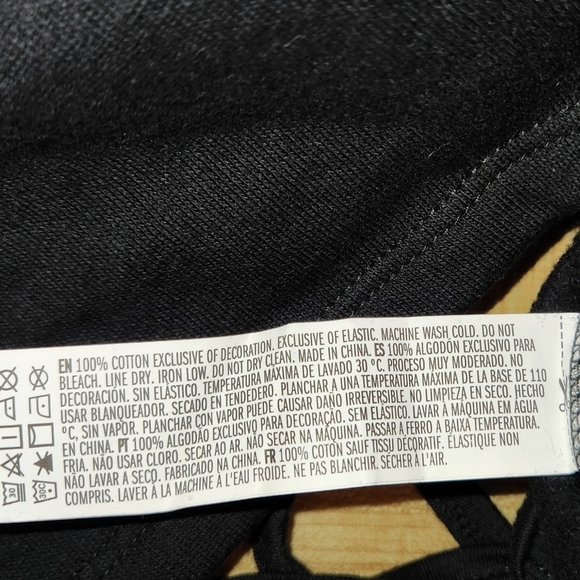 EN 100% COTTON EXCLUSIVE OF DECORATION. EXCLUSIVE OF ELASTIC. MACHINE WASH COLD. DO NOT
BLEACH. LINE DRY. IRON LOW. DO NOT DRY CLEAN. MADE IN CHINA. ES 100% ALGODÓN EXCLUSIVO PARA
DECORACIÓN. SIN ELÁSTICO. TEMPERATURA MÁXIMA DE LAVADO 30 °C. PROCESO MUY MODERADO. NO
USAR BLANQUEADOR. SECADO EN TENDEDERO. PLANCHAR A UNA TEMPERATURA MÁXIMA DE LA BASE DE 110
°C, SIN VAPOR. PLANCHAR CON VAPOR PUEDE CAUSAR DAÑO IRREVERSIBLE. NO LIMPIEZA EN SECO. HECHO
EN CHINA. PT 100% ALGODÃO EXCLUSIVO PARA DECORAÇÃO. SEM ELÁSTICO. LAVAR À MÁQUINA EM ÁGUA
FRIA. NÃO USAR CLORO. SECAR AO AR. NÃO SECAR NA MÁQUINA. PASSAR A FERRO A BAIXA TEMPERATURA.
NÃO LAVAR A SECO. FABRICADO NA CHINA. FR 100% COTON SAUF TISSU DÉCORATIF. ÉLASTIQUE NON
COMPRIS. LAVER À LA MACHINE À L'EAU FROIDE. NE PAS BLANCHIR. SÉCHER À L'AIR.